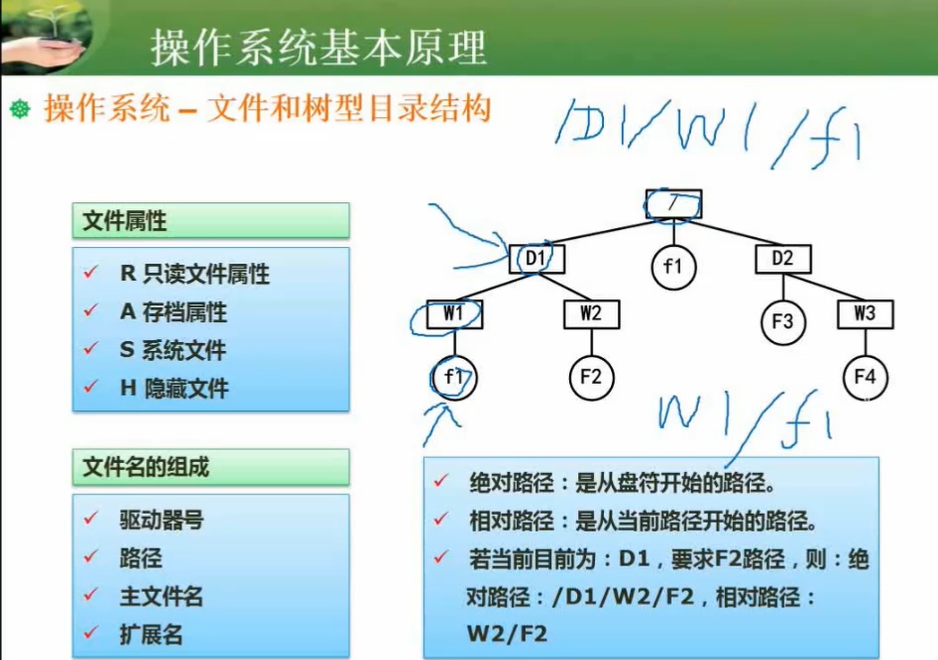 操作系统基本原理
操作系统 – 文件和树型目录结构
/D1/W1/f1
文件属性
R 只读文件属性
A 存档属性
S 系统文件
H 隐藏文件
/
D1
f1
D2
W1
W2
F3
W3
f1
F2
F4
W1/f1
文件名的组成
驱动器号
路径
主文件名
扩展名
绝对路径：是从盘符开始的路径。
相对路径：是从当前路径开始的路径。
若当前目前为：D1，要求F2路径，则：绝
对路径：/D1/W2/F2，相对路径：
W2/F2